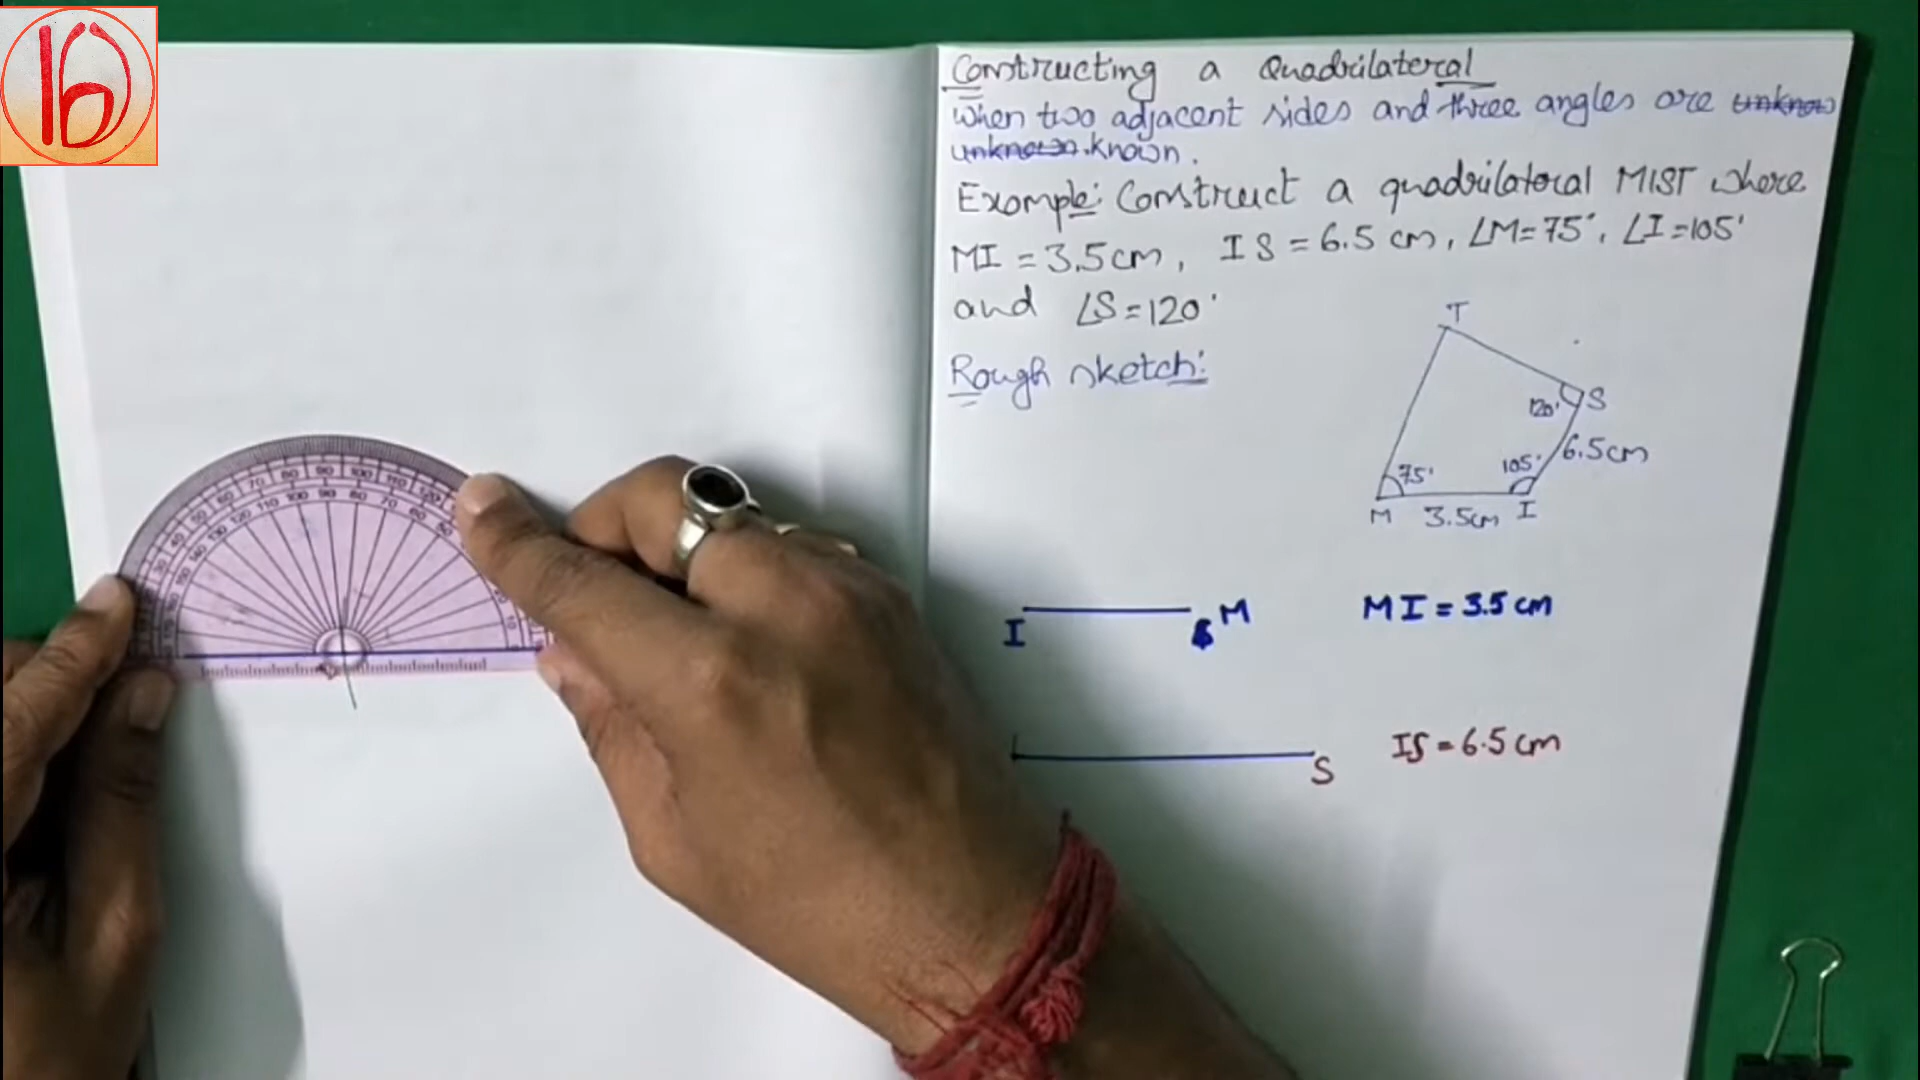 Constructing a Quadrilateral
When two adjacent sides and three angles are unknow
unknown.known.
Example: Construct a quadrilateral MIST where
MI = 3.5cm, IS = 6.5 cm, ∠M=75°, ∠I=105°
and ∠S=120°
Rough sketch:
T
120° S
6.5cm
75° 105°
M 3.5cm I
I M MI = 3.5 cm
S IS = 6.5 cm